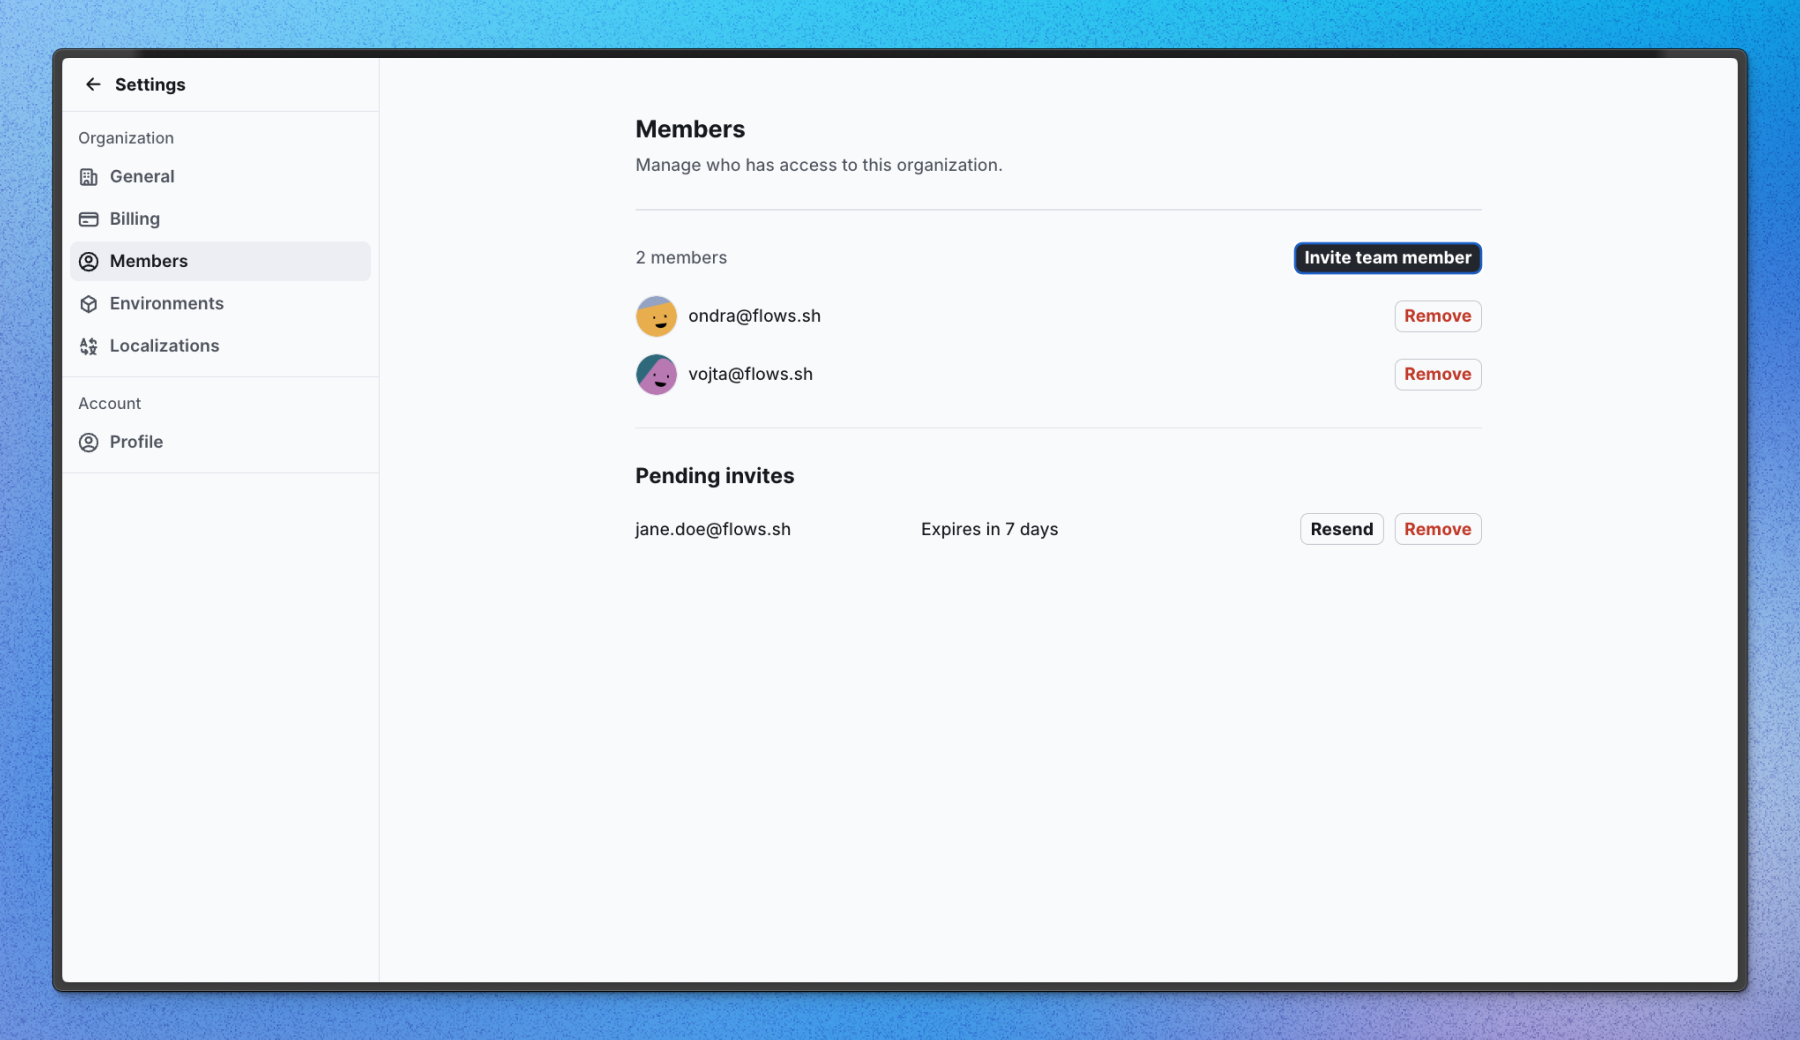 Settings
Organization
General
Billing
Members
Environments
Localizations
Account
Profile
Members
Manage who has access to this organization.
2 members
Invite team member
ondra@flows.sh
Remove
vojta@flows.sh
Remove
Pending invites
jane.doe@flows.sh
Expires in 7 days
Resend
Remove